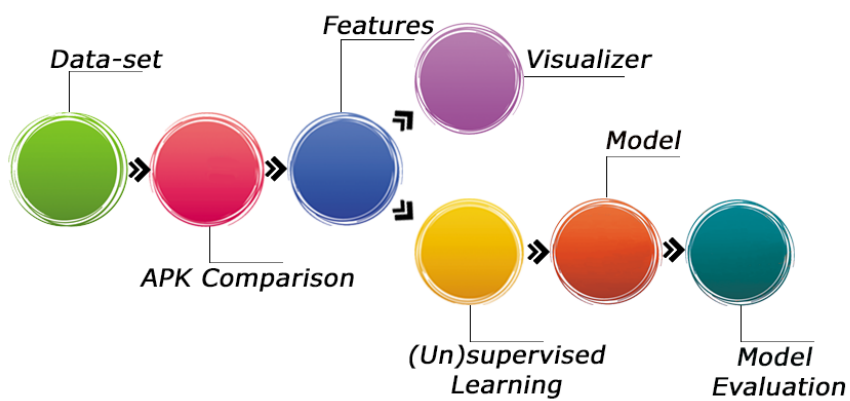 Data-set
APK Comparison
Features
Visualizer
(Un)supervised
Learning
Model
Model
Evaluation